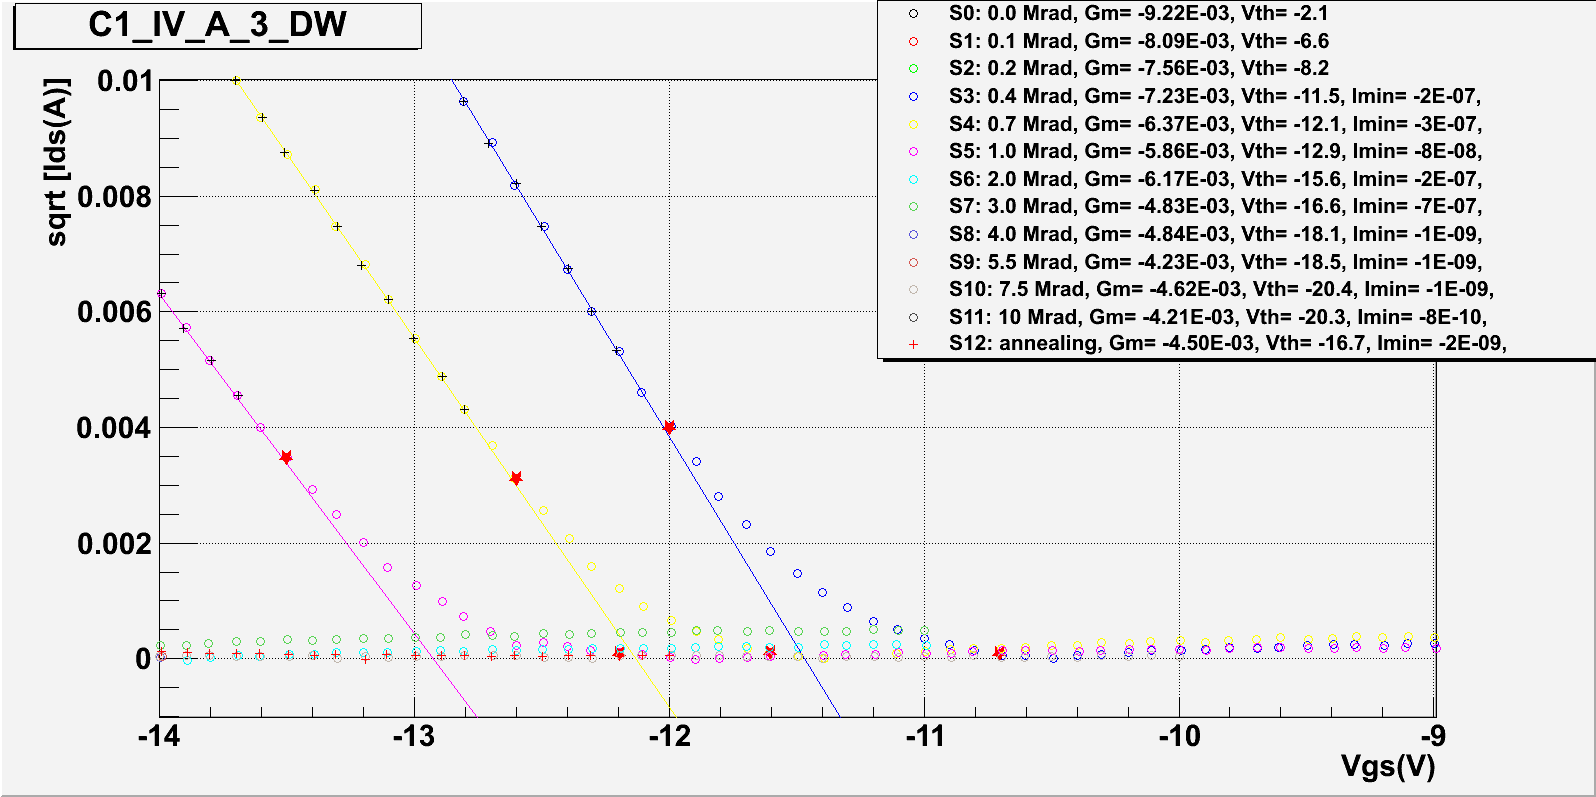 C1_IV_A_3_DW
S0: 0.0 Mrad, Gm= -9.22E-03, Vth= -2.1
S1: 0.1 Mrad, Gm= -8.09E-03, Vth= -6.6
S2: 0.2 Mrad, Gm= -7.56E-03, Vth= -8.2
S3: 0.4 Mrad, Gm= -7.23E-03, Vth= -11.5, Imin= -2E-07,
S4: 0.7 Mrad, Gm= -6.37E-03, Vth= -12.1, Imin= -3E-07,
S5: 1.0 Mrad, Gm= -5.86E-03, Vth= -12.9, Imin= -8E-08,
S6: 2.0 Mrad, Gm= -6.17E-03, Vth= -15.6, Imin= -2E-07,
S7: 3.0 Mrad, Gm= -4.83E-03, Vth= -16.6, Imin= -7E-07,
S8: 4.0 Mrad, Gm= -4.84E-03, Vth= -18.1, Imin= -1E-09,
S9: 5.5 Mrad, Gm= -4.23E-03, Vth= -18.5, Imin= -1E-09,
S10: 7.5 Mrad, Gm= -4.62E-03, Vth= -20.4, Imin= -1E-09,
S11: 10 Mrad, Gm= -4.21E-03, Vth= -20.3, Imin= -8E-10,
S12: annealing, Gm= -4.50E-03, Vth= -16.7, Imin= -2E-09,
sqrt [Ids(A)]
0.01
0.008
0.006
0.004
0.002
0
-14 -13 -12 -11 -10 -9
Vgs(V)